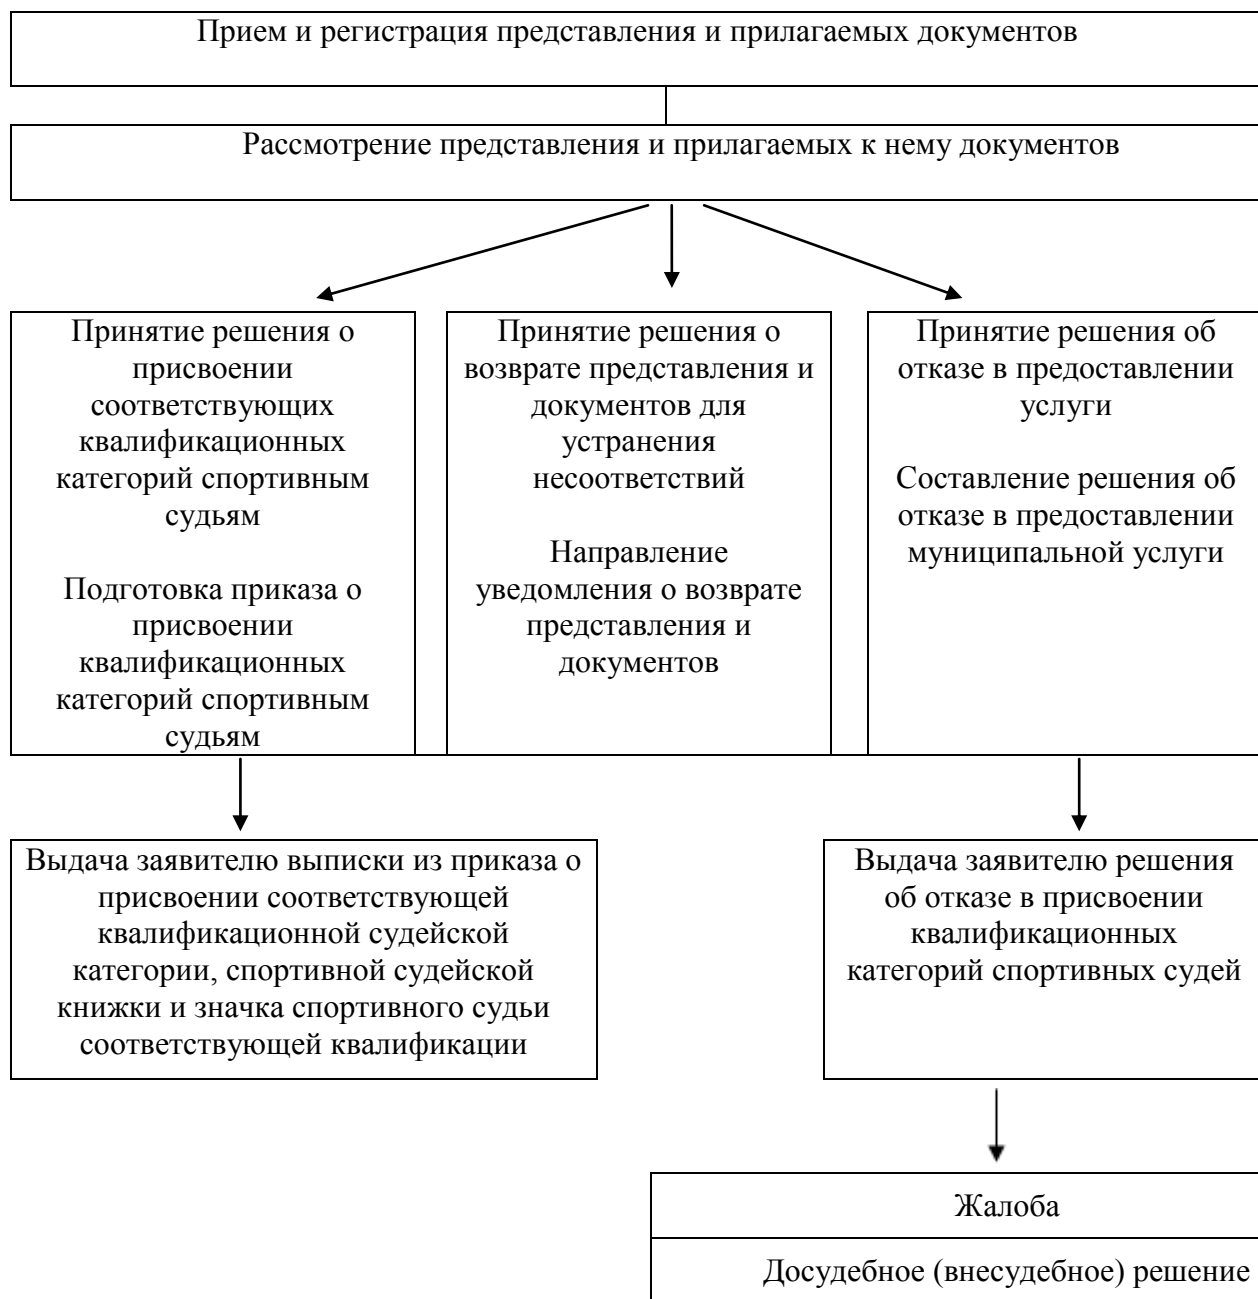 Прием и регистрация представления и прилагаемых документов
Рассмотрение представления и прилагаемых к нему документов
Принятие решения о
присвоении
соответствующих
квалификационных
категорий спортивным
судьям
Подготовка приказа о
присвоении
квалификационных
категорий спортивным
судьям
Принятие решения о
возврате представления и
документов для
устранения
несоответствий
Направление
уведомления о возврате
представления и
документов
Принятие решения об
отказе в предоставлении
услуги
Составление решения об
отказе в предоставлении
муниципальной услуги
Выдача заявителю выписки из приказа о
присвоении соответствующей
квалификационной судейской
категории, спортивной судейской
книжки и значка спортивного судьи
соответствующей квалификации
Выдача заявителю решения
об отказе в присвоении
квалификационных
категорий спортивных судей
Жалоба
Досудебное (внесудебное) решение